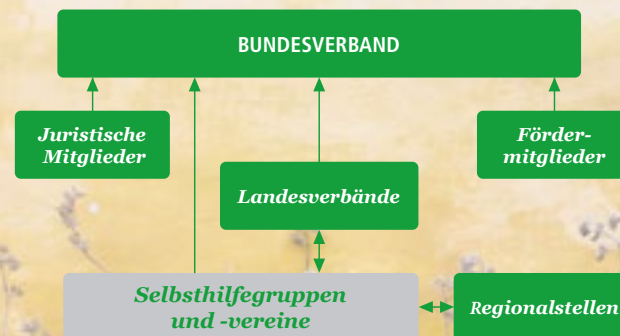 BUNDESVERBAND
Juristische
Mitglieder
Förder-
mitglieder
Landesverbände
Selbsthilfegruppen
und -vereine
Regionalstellen